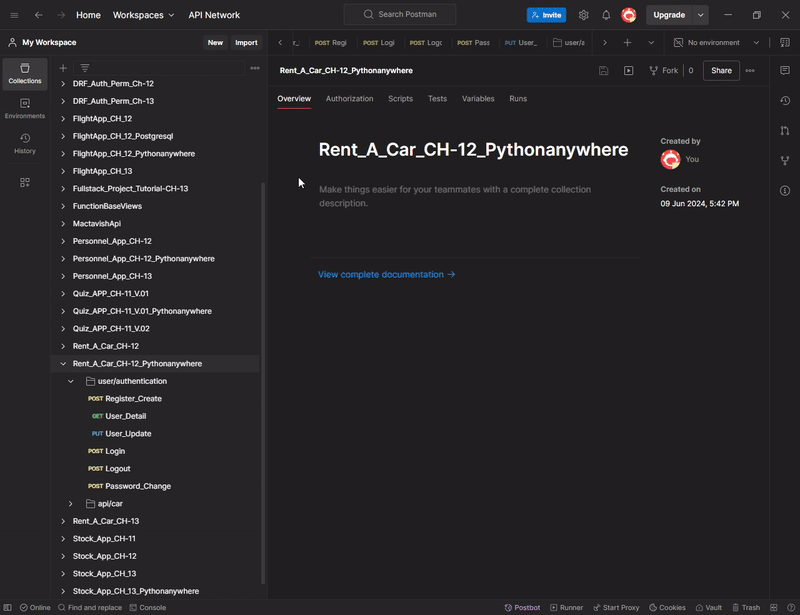 Home Workspaces API Network Search Postman Invite Upgrade
My Workspace New Import
POST Regi POST Logi POST Logo POST Pass PUT User_ user/a No environment
Collections
Environments
History
DRF_Auth_Perm_Ch-12
DRF_Auth_Perm_Ch-13
FlightApp_CH_12
FlightApp_CH_12_Postgresql
FlightApp_CH_12_Pythonanywhere
FlightApp_CH_13
Fullstack_Project_Tutorial-CH-13
FunctionBaseViews
MactavishApi
Personnel_App_CH-12
Personnel_App_CH-12_Pythonanywhere
Personnel_App_CH-13
Quiz_APP_CH-11_V.01
Quiz_APP_CH-11_V.01_Pythonanywhere
Quiz_APP_CH-11_V.02
Rent_A_Car_CH-12
Rent_A_Car_CH-12_Pythonanywhere
user/authentication
POST Register_Create
GET User_Detail
PUT User_Update
POST Login
POST Logout
POST Password_Change
api/car
Rent_A_Car_CH-13
Stock_App_CH-11
Stock_App_CH-12
Stock_App_CH_13
Stock_App_CH_13_Pythonanywhere
Rent_A_Car_CH-12_Pythonanywhere Fork 0 Share
Overview Authorization Scripts Tests Variables Runs
Rent_A_Car_CH-12_Pythonanywhere
Make things easier for your teammates with a complete collection
description.
View complete documentation →
Created by
You
Created on
09 Jun 2024, 5:42 PM
Online Find and replace Console Postbot Runner Start Proxy Cookies Vault Trash